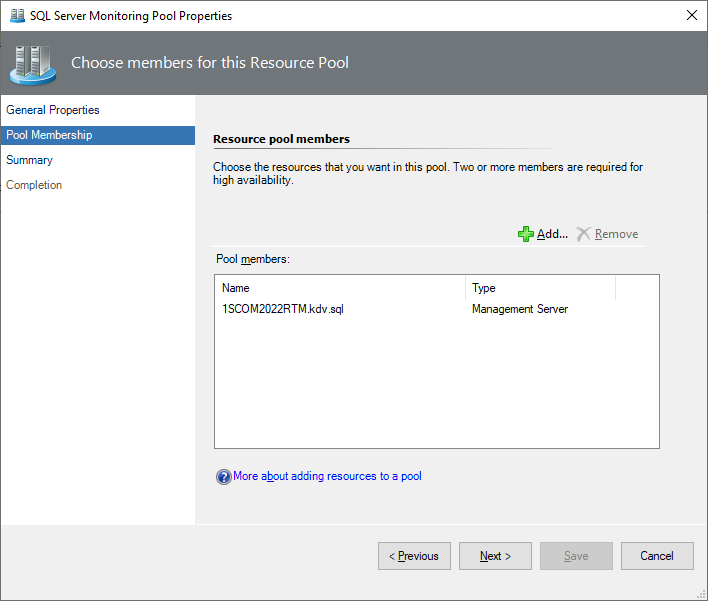 SQL Server Monitoring Pool Properties
Choose members for this Resource Pool
General Properties
Pool Membership
Summary
Completion
Resource pool members
Choose the resources that you want in this pool. Two or more members are required for
high availability.
Add... Remove
Pool members:
Name Type
1SCOM2022RTM.kdv.sql Management Server
More about adding resources to a pool
< Previous Next > Save Cancel